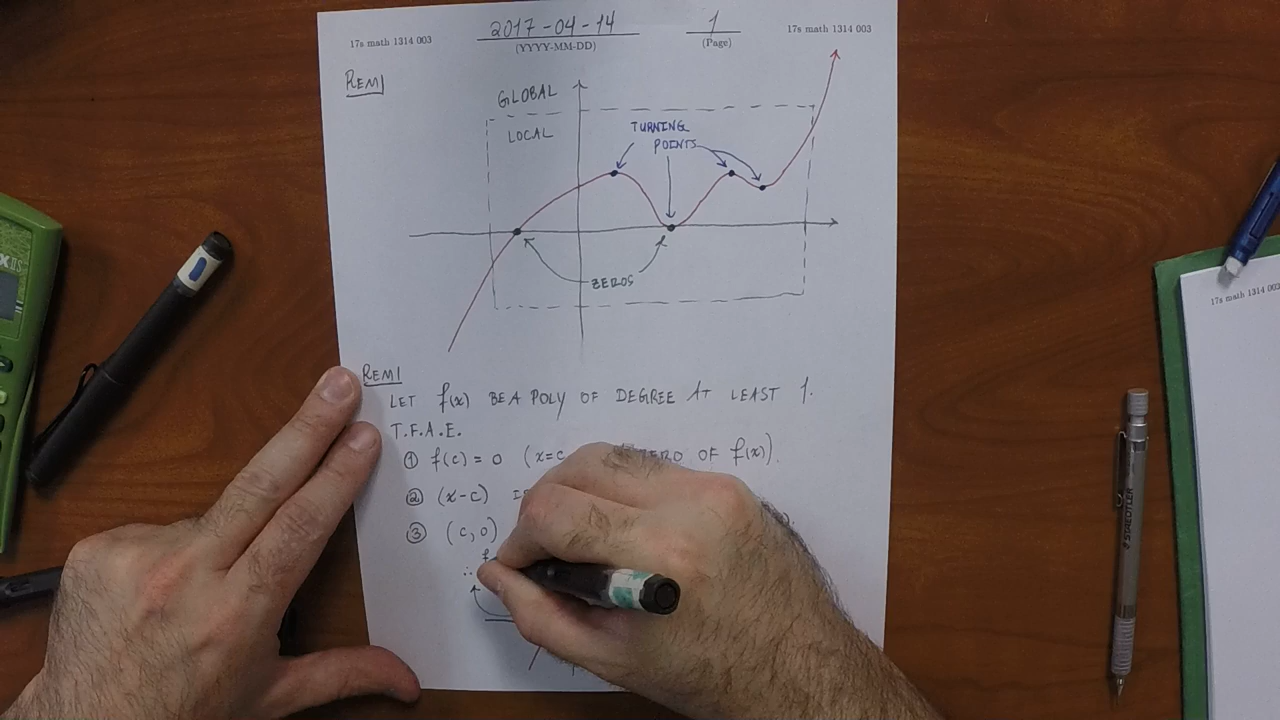 17s math 1314 003
2017-04-14
(YYYY-MM-DD)
1
(Page)
17s math 1314 003
REM|
GLOBAL
LOCAL
TURNING
POINTS
ZEROS
REM|
LET f(x) BE A POLY OF DEGREE AT LEAST 1.
T.F.A.E.
① f(c) = 0 (x=c ZERO OF f(x)).
② (x-c)
③ (c,0)
∴
17s math 1314 003
STAEDTLER